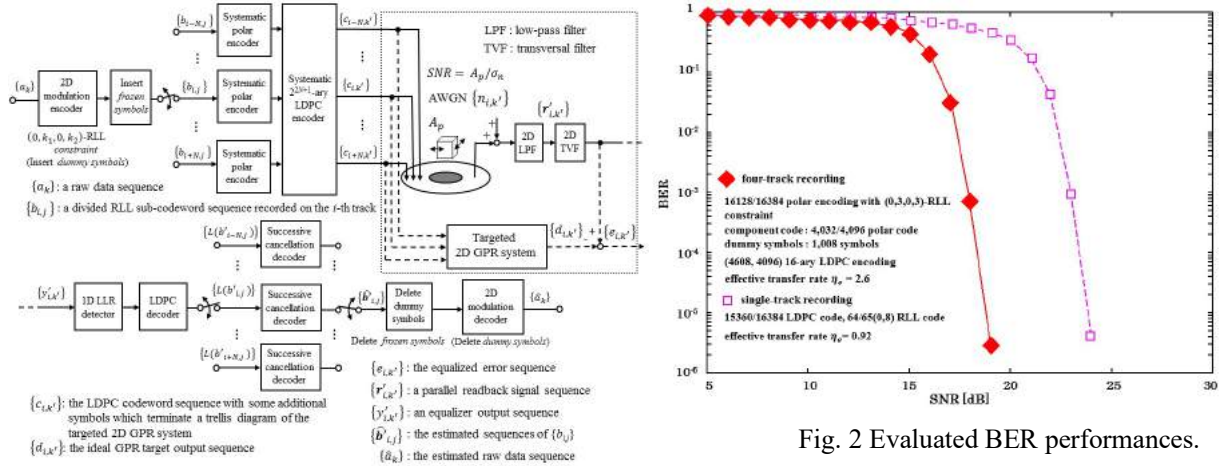 {b_{i−N,j}}
Systematic polar encoder
{c_{i−N,k′}}
{a_k}
2D modulation encoder
Insert frozen symbols
{b_{i,j}}
Systematic polar encoder
Systematic 2^{2N+1}-ary LDPC encoder
{c_{i,k′}}
(0, k_1, 0, k_2)-RLL constraint
(Insert dummy symbols)
{b_{i+N,j}}
Systematic polar encoder
{c_{i+N,k′}}
{a_k} : a raw data sequence
{b_{i,j}} : a divided RLL sub-codeword sequence recorded on the i-th track
LPF : low-pass filter
TVF : transversal filter
SNR = A_p/σ_n
AWGN {n_{i,k′}}
A_p
+
+
{r′_{i,k′}}
2D LPF
2D TVF
Targeted 2D GPR system
{d_{i,k′}}
-
+
{e_{i,k′}}
{L(b′_{i−N,j})}
Successive cancellation decoder
{y′_{i,k′}}
1D LLR detector
LDPC decoder
{L(b′_{i,j})}
Successive cancellation decoder
{b̂′_{i,j}}
Delete dummy symbols
2D modulation decoder
{â_k}
Delete frozen symbols
(Delete dummy symbols)
{L(b′_{i+N,j})}
Successive cancellation decoder
{c_{i,k′}}: the LDPC codeword sequence with some additional
symbols which terminate a trellis diagram of the
targeted 2D GPR system
{d_{i,k′}}: the ideal GPR target output sequence
{e_{i,k′}} : the equalized error sequence
{r′_{i,k′}} : a parallel readback signal sequence
{y′_{i,k′}} : an equalizer output sequence
{b̂′_{i,j}} : the estimated sequences of {b_{ij}}
{â_k} : the estimated raw data sequence
1
10^-1
10^-2
10^-3
10^-4
10^-5
10^-6
BER
four-track recording
16128/16384 polar encoding with (0,3,0,3)-RLL
constraint
component code : 4,032/4,096 polar code
dummy symbols : 1,008 symbols
(4608, 4096) 16-ary LDPC encoding
effective transfer rate η_e = 2.6
single-track recording
15360/16384 LDPC code, 64/65(0,8) RLL code
effective transfer rate η_e= 0.92
5 10 15 20 25 30
SNR [dB]
Fig. 2 Evaluated BER performances.